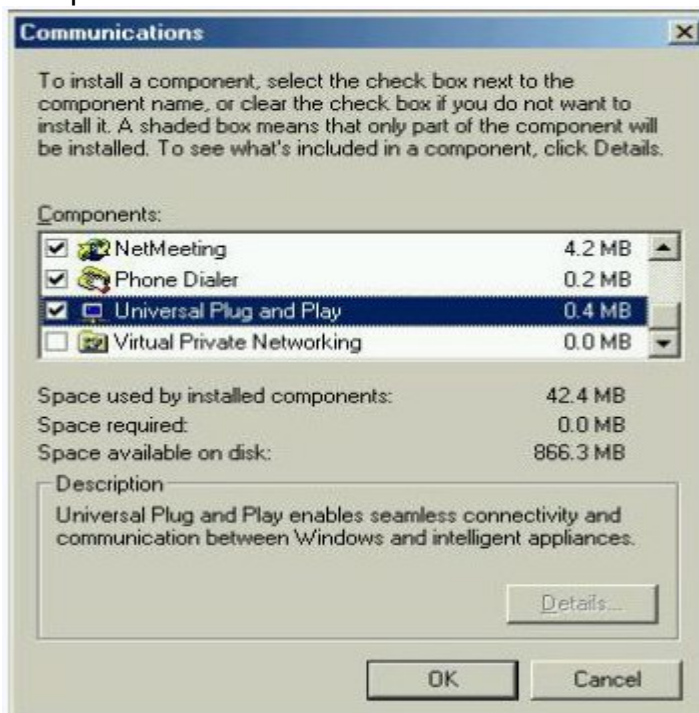 Communications
To install a component, select the check box next to the
component name, or clear the check box if you do not want to
install it. A shaded box means that only part of the component will
be installed. To see what's included in a component, click Details.
Components:
NetMeeting 4.2 MB
Phone Dialer 0.2 MB
Universal Plug and Play 0.4 MB
Virtual Private Networking 0.0 MB
Space used by installed components: 42.4 MB
Space required: 0.0 MB
Space available on disk: 866.3 MB
Description
Universal Plug and Play enables seamless connectivity and
communication between Windows and intelligent appliances.
Details...
OK Cancel